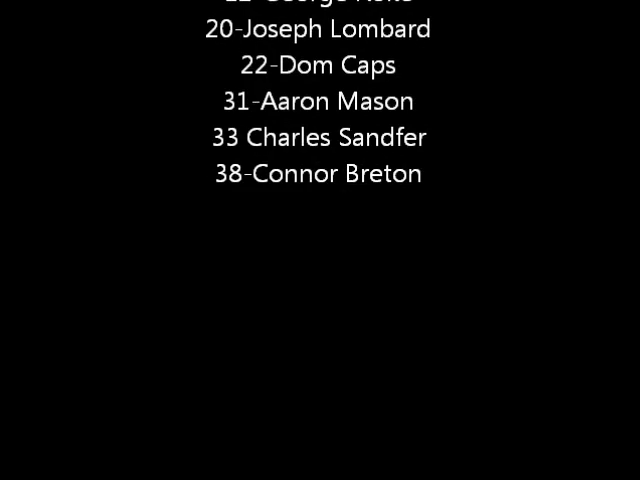 20-Joseph Lombard
22-Dom Caps
31-Aaron Mason
33 Charles Sandfer
38-Connor Breton